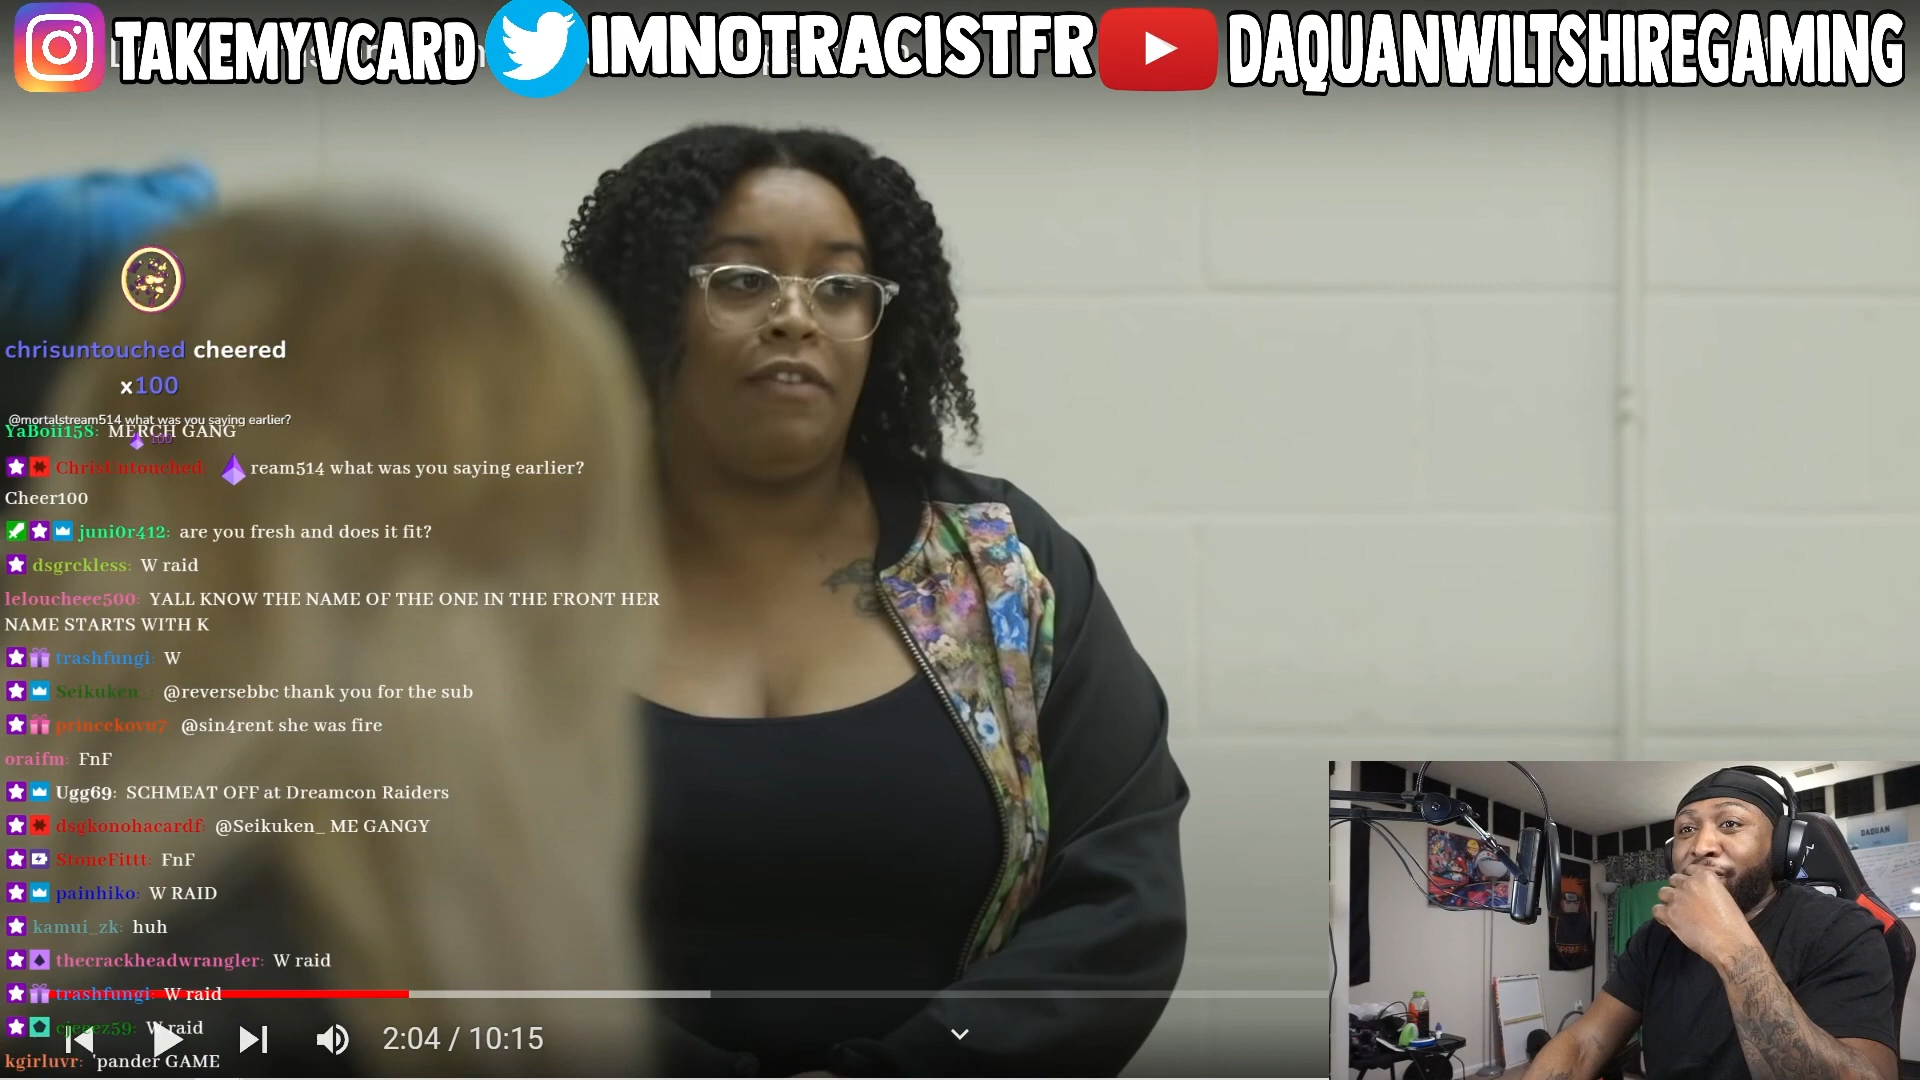 TAKEMYVCARD IMNOTRACISTFR DAQUANWILTSHIREGAMING
chrisuntouched cheered
x100
@mortalstream514 what was you saying earlier?
100
YaBoii158: MERCH GANG
ChrisUntouched: ream514 what was you saying earlier?
Cheer100
juni0r412: are you fresh and does it fit?
dsgrckless: W raid
leloucheee500: YALL KNOW THE NAME OF THE ONE IN THE FRONT HER
NAME STARTS WITH K
trashfungi: W
Seikuken_: @reversebbc thank you for the sub
princekovu7: @sin4rent she was fire
oraifm: FnF
Ugg69: SCHMEAT OFF at Dreamcon Raiders
dsgkonohacardf: @Seikuken_ ME GANGY
StoneFittt: FnF
painhiko: W RAID
kamui_zk: huh
thecrackheadwrangler: W raid
trashfungi: W raid
cjeeez59: W raid
2:04 / 10:15
kgirluvr: 'pander GAME
DAQUAN